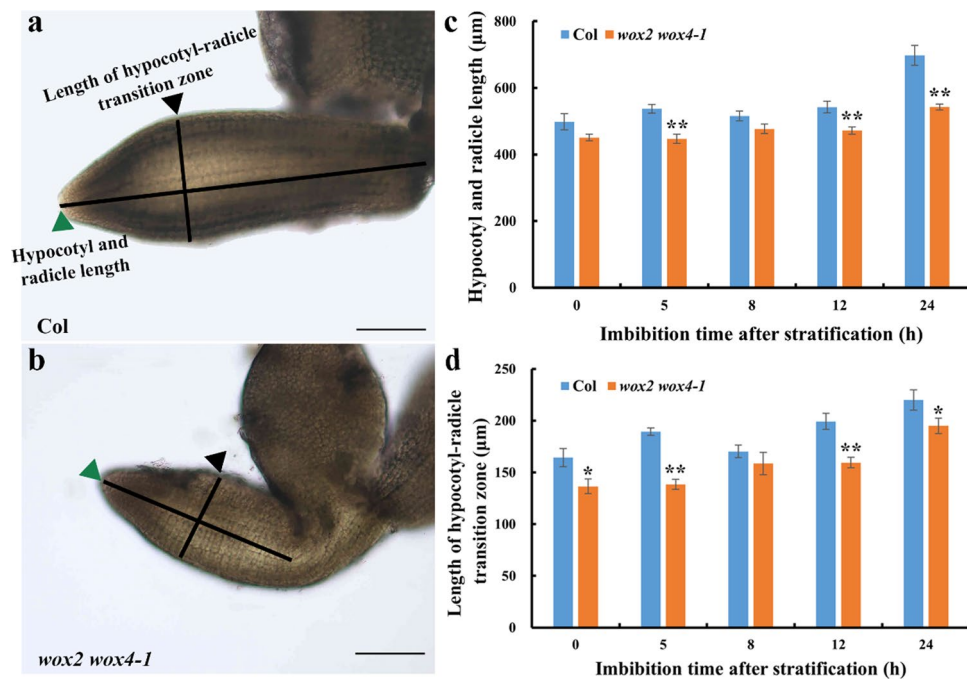 a
Length of hypocotyl-radicle
transition zone
Hypocotyl and
radicle length
Col
b
wox2 wox4-1
c
Hypocotyl and radicle length (μm)
Col wox2 wox4-1
800
600
400
200
0
** ** **
0 5 8 12 24
Imbibition time after stratification (h)
d
Length of hypocotyl-radicle
transition zone (μm)
Col wox2 wox4-1
250
200
150
100
50
0
* ** ** *
0 5 8 12 24
Imbibition time after stratification (h)